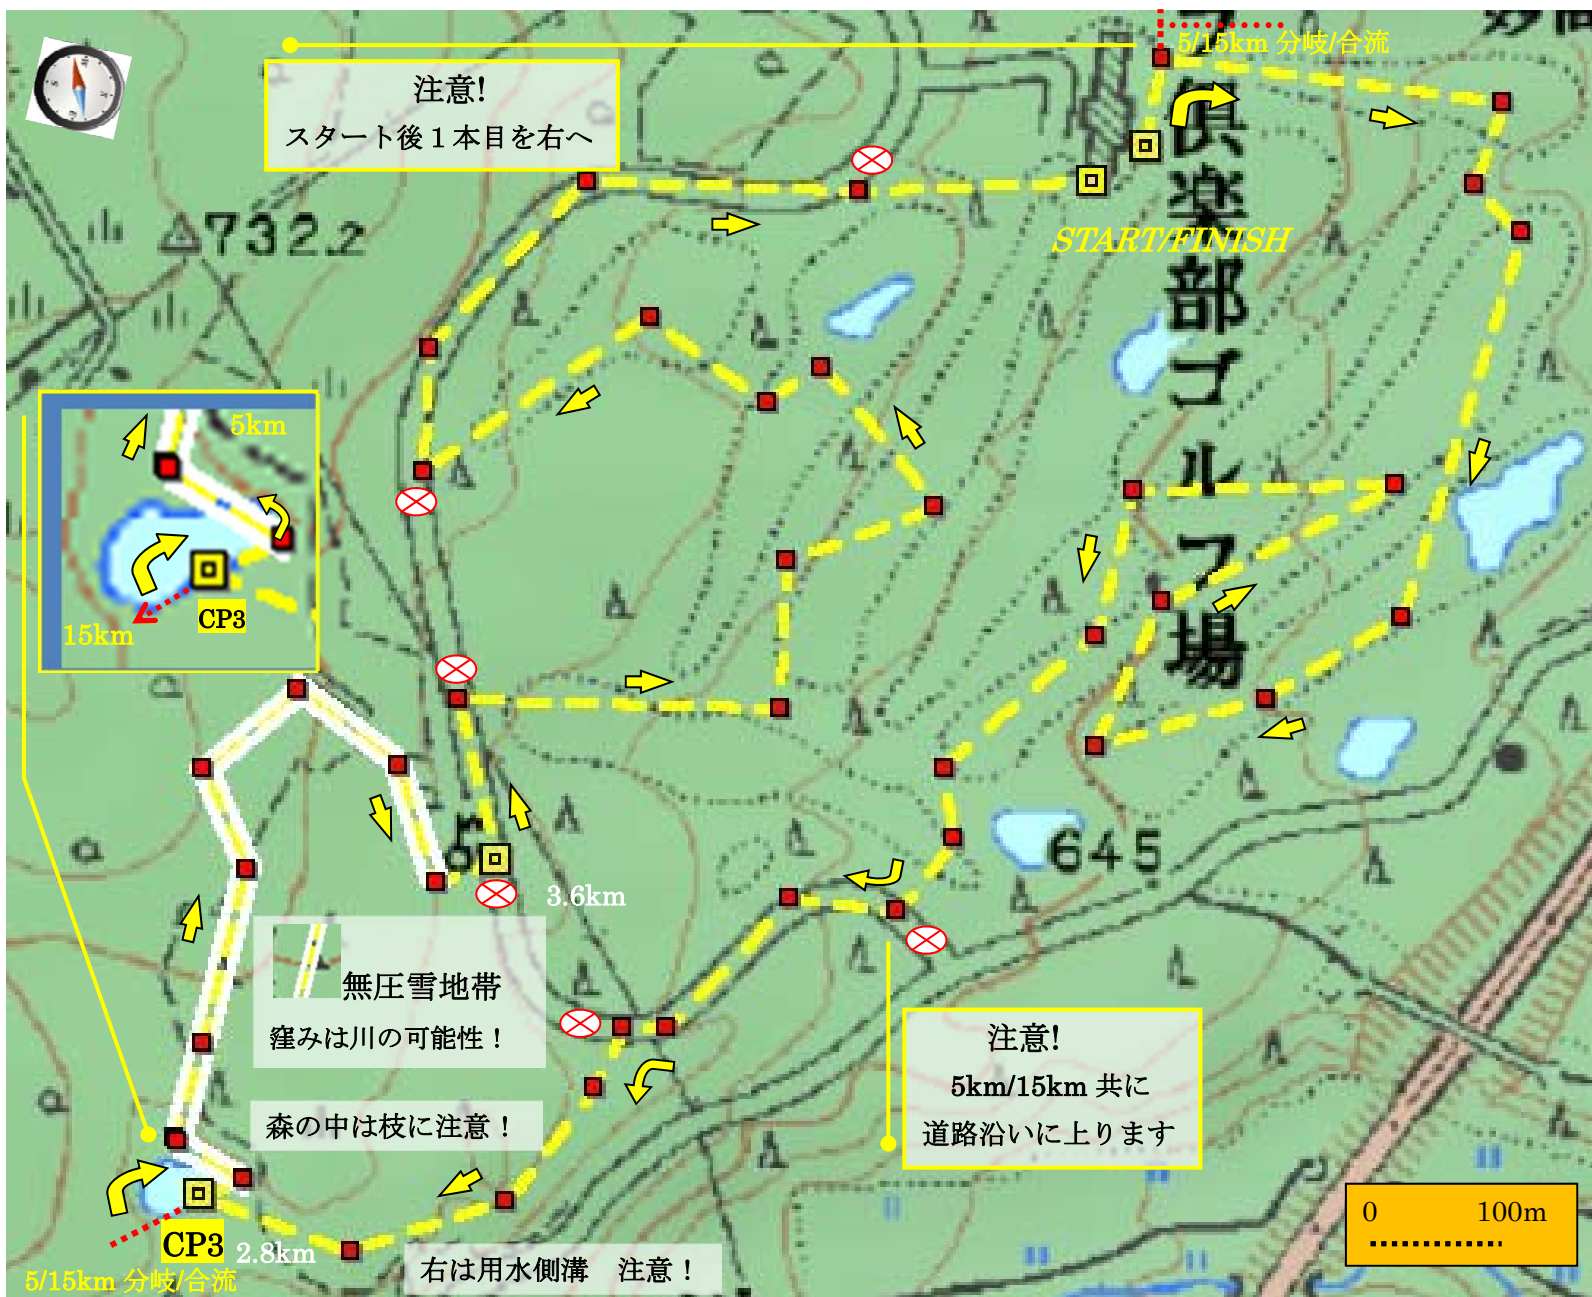 5/15km 分岐/合流
注意!
スタート後１本目を右へ
732.2
START/FINISH
倶楽部ゴルフ場
5km
15km
CP3
645
3.6km
無圧雪地帯
窪みは川の可能性！
森の中は枝に注意！
注意!
5km/15km 共に
道路沿いに上ります
0 100m
CP3
2.8km
5/15km 分岐/合流
右は用水側溝　注意！